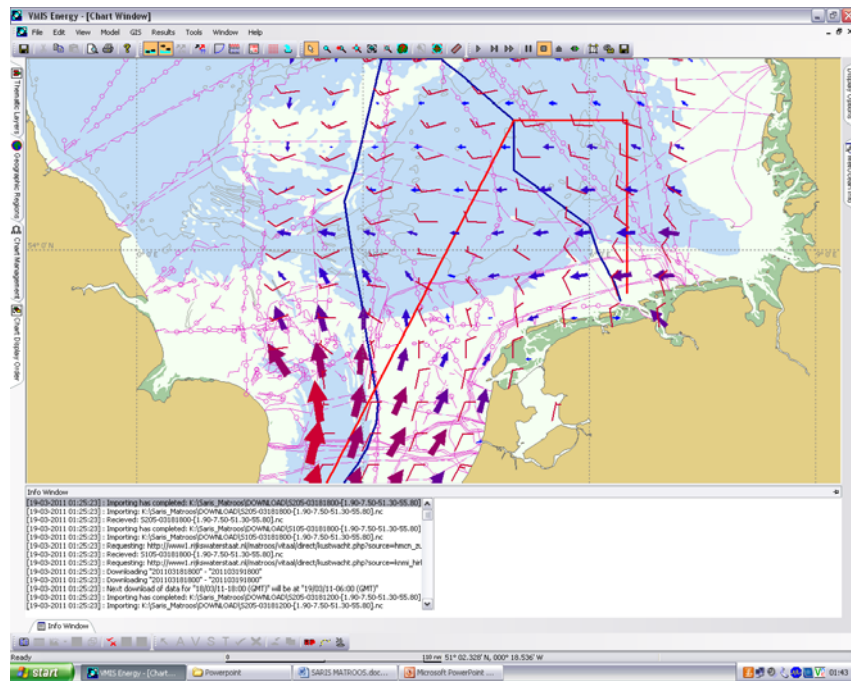 VMIS Energy - [Chart Window]
File Edit View Model GIS Results Tools Window Help
Thematic Layers
Geographic Regions
Chart Management
Chart Display Order
Display Options
54° 0' N
Info Window
[19-03-2011 01:25:23] : Importing has completed: K:\Saris_Matroos\DOWNLOAD\S205-03181800-[1.90-7.50-51.30-55.80]
[19-03-2011 01:25:23] : Importing: K:\Saris_Matroos\DOWNLOAD\S205-03181800-[1.90-7.50-51.30-55.80].nc
[19-03-2011 01:25:23] : Recieved: S205-03181800-[1.90-7.50-51.30-55.80].nc
[19-03-2011 01:25:23] : Importing has completed: K:\Saris_Matroos\DOWNLOAD\S105-03181800-[1.90-7.50-51.30-55.80]
[19-03-2011 01:25:23] : Importing: K:\Saris_Matroos\DOWNLOAD\S105-03181800-[1.90-7.50-51.30-55.80].nc
[19-03-2011 01:25:23] : Requesting: http://www1.rijkswaterstaat.nl/matroos/vitaal/direct/kustwacht.php?source=hmcn_zu
[19-03-2011 01:25:23] : Recieved: S105-03181800-[1.90-7.50-51.30-55.80].nc
[19-03-2011 01:25:23] : Requesting: http://www1.rijkswaterstaat.nl/matroos/vitaal/direct/kustwacht.php?source=knmi_hirl
[19-03-2011 01:25:23] : Downloading "201103181800" - "201103191800"
[19-03-2011 01:25:23] : Downloading "201103181800" - "201103191800"
[19-03-2011 01:25:23] : Next download of data for "18/03/11-18:00 (GMT)" will be at "19/03/11-06:00 (GMT)"
[19-03-2011 01:25:23] : Importing has completed: K:\Saris_Matroos\DOWNLOAD\S205-03181200-[1.90-7.50-51.30-55.80]
[19-03-2011 01:25:23] : Importing: K:\Saris_Matroos\DOWNLOAD\S205-03181200-[1.90-7.50-51.30-55.80].nc
Info Window
A V S T
Ready
0
110 nm 51° 02.328' N, 000° 18.536' W
start
VMIS Energy - [Chart...
Powerpoint
SARIS MATROOS.doc...
Microsoft PowerPoint ...
01:43